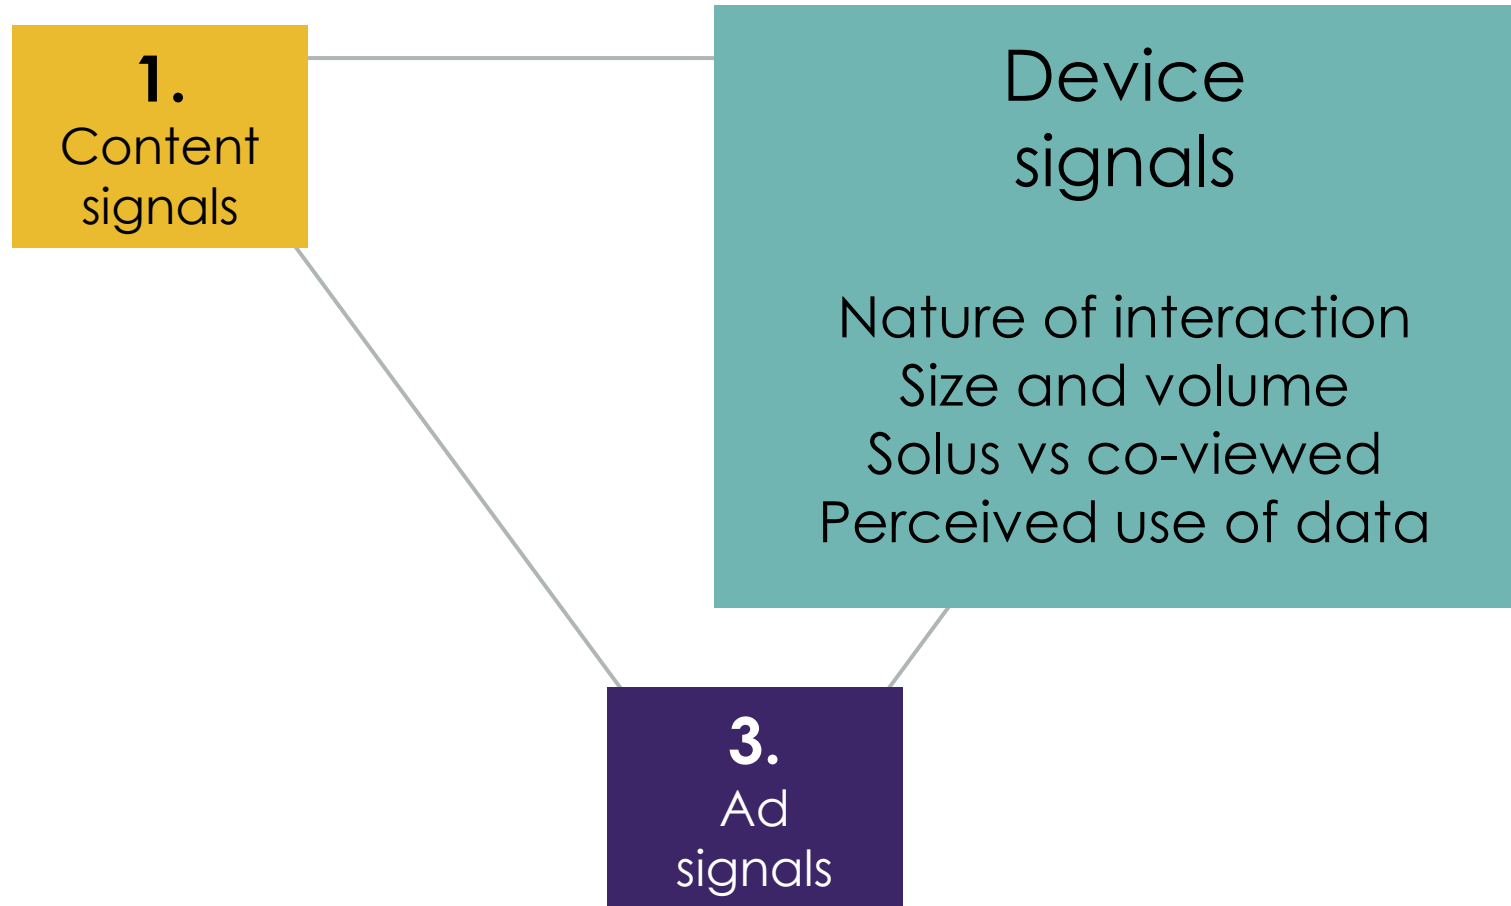 1.
Content
signals
Device
signals
Nature of interaction
Size and volume
Solus vs co-viewed
Perceived use of data
3.
Ad
signals